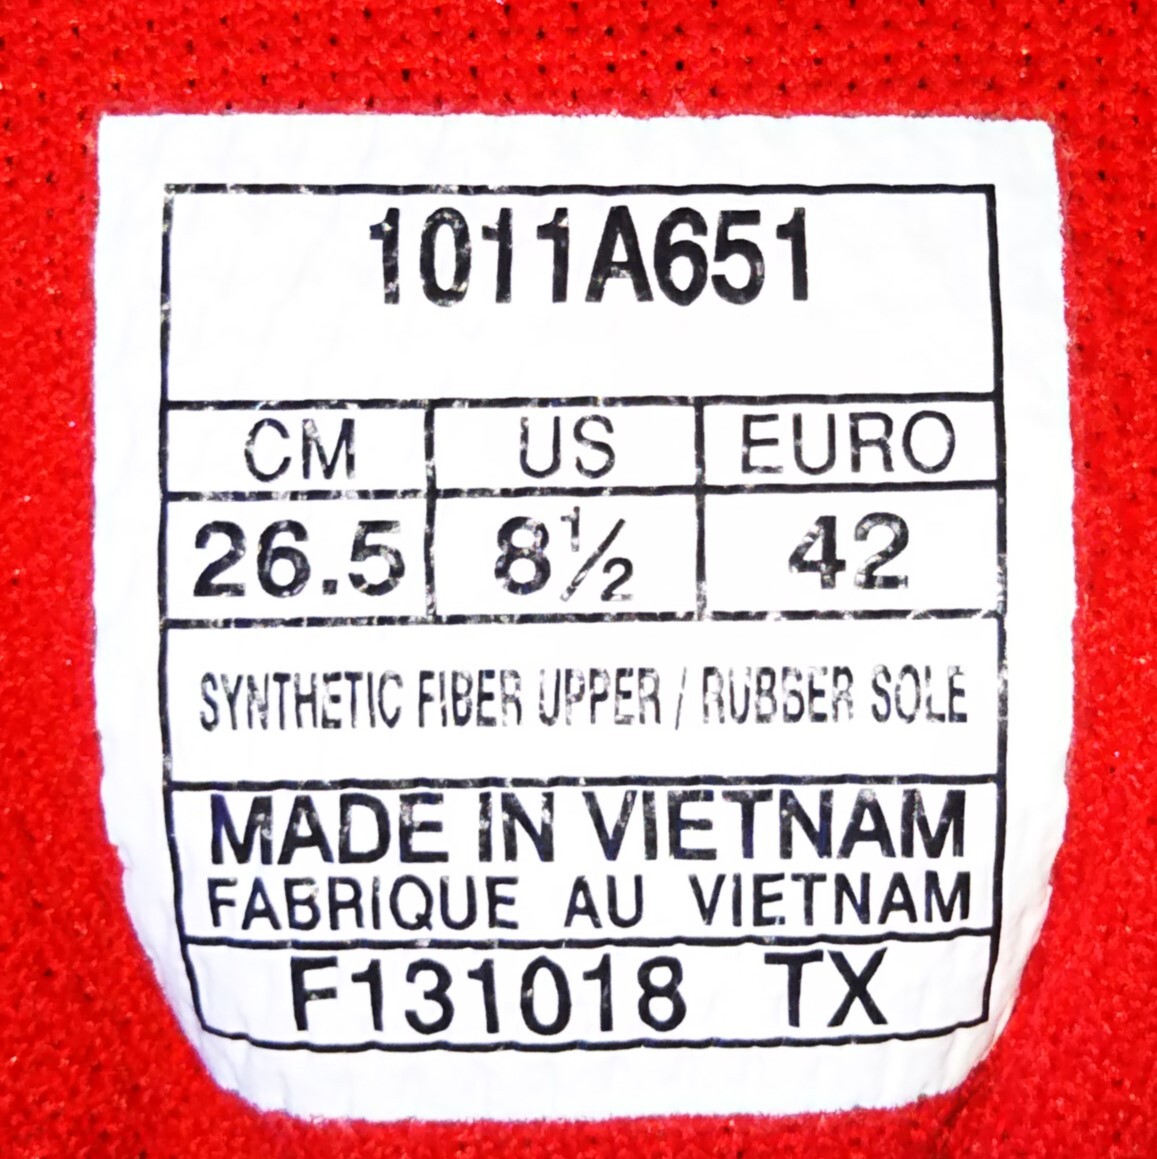 1011A651
CM US EURO
26.5 8½ 42
SYNTHETIC FIBER UPPER / RUBBER SOLE
MADE IN VIETNAM
FABRIQUE AU VIETNAM
F131018 TX